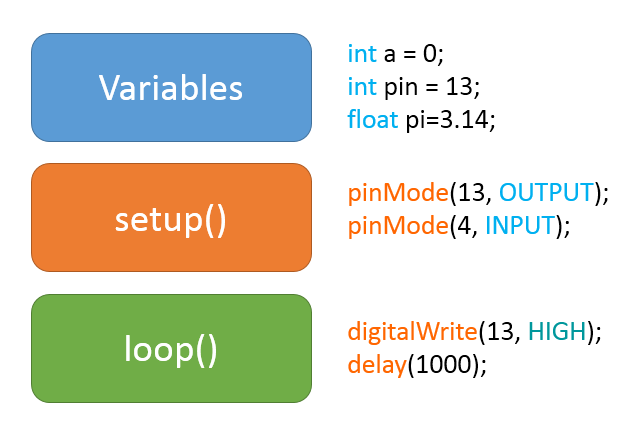 Variables
int a = 0;
int pin = 13;
float pi=3.14;
setup()
pinMode(13, OUTPUT);
pinMode(4, INPUT);
loop()
digitalWrite(13, HIGH);
delay(1000);